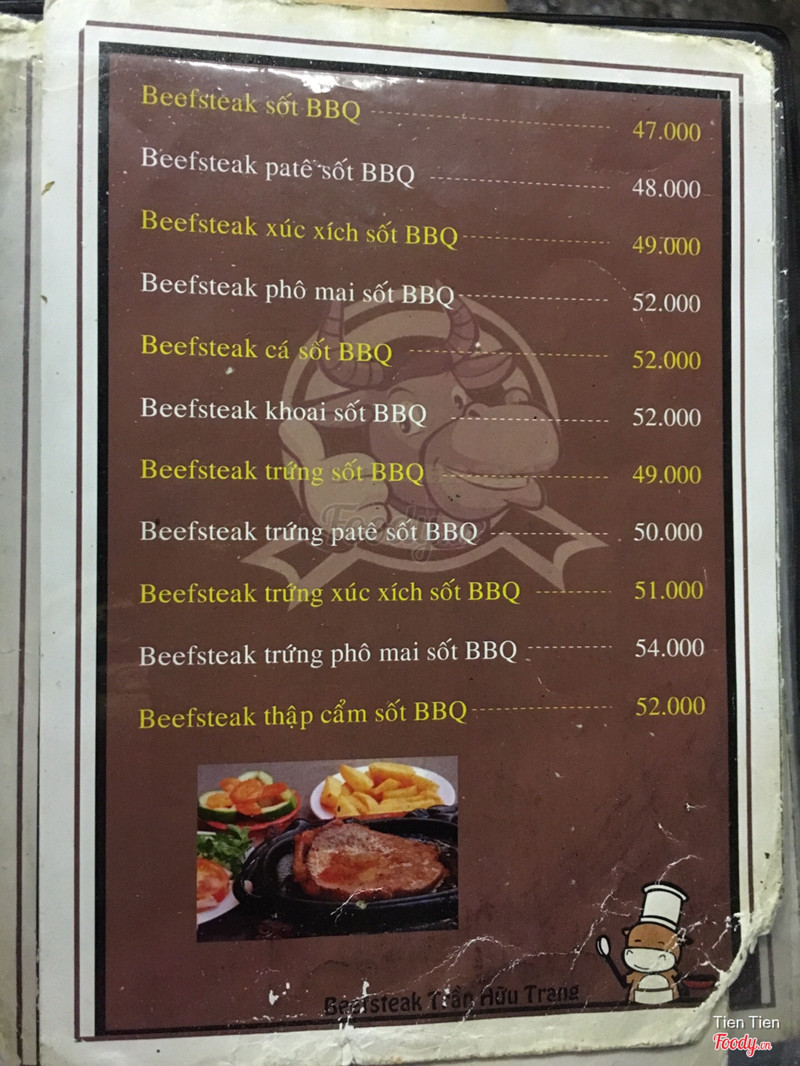 Beefsteak sốt BBQ 47.000
Beefsteak patê sốt BBQ 48.000
Beefsteak xúc xích sốt BBQ 49.000
Beefsteak phô mai sốt BBQ 52.000
Beefsteak cá sốt BBQ 52.000
Beefsteak khoai sốt BBQ 52.000
Beefsteak trứng sốt BBQ 49.000
Beefsteak trứng patê sốt BBQ 50.000
Beefsteak trứng xúc xích sốt BBQ 51.000
Beefsteak trứng phô mai sốt BBQ 54.000
Beefsteak thập cẩm sốt BBQ 52.000
Beefsteak Trần Hữu Trang
Tien Tien
Foody.vn